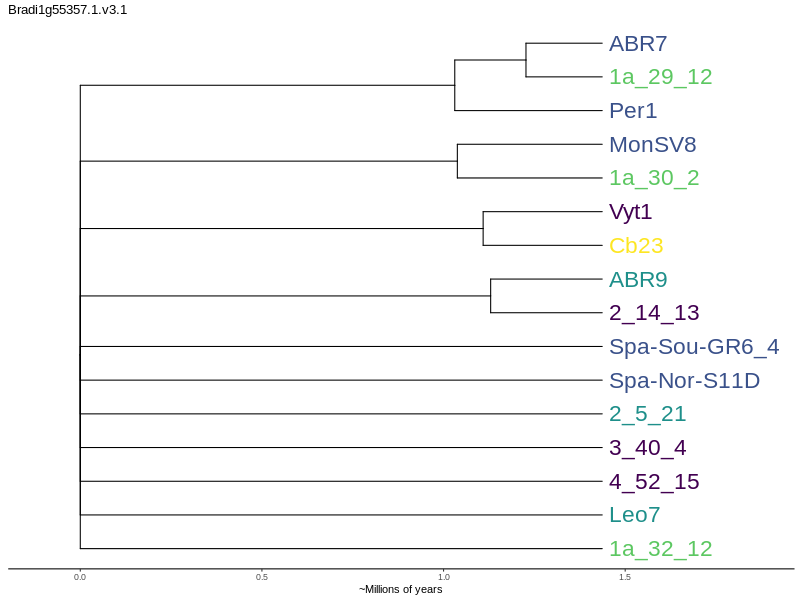 Bradi1g55357.1.v3.1
ABR7
1a_29_12
Per1
MonSV8
1a_30_2
Vyt1
Cb23
ABR9
2_14_13
Spa-Sou-GR6_4
Spa-Nor-S11D
2_5_21
3_40_4
4_52_15
Leo7
1a_32_12
0.0 0.5 1.0 1.5
~Millions of years